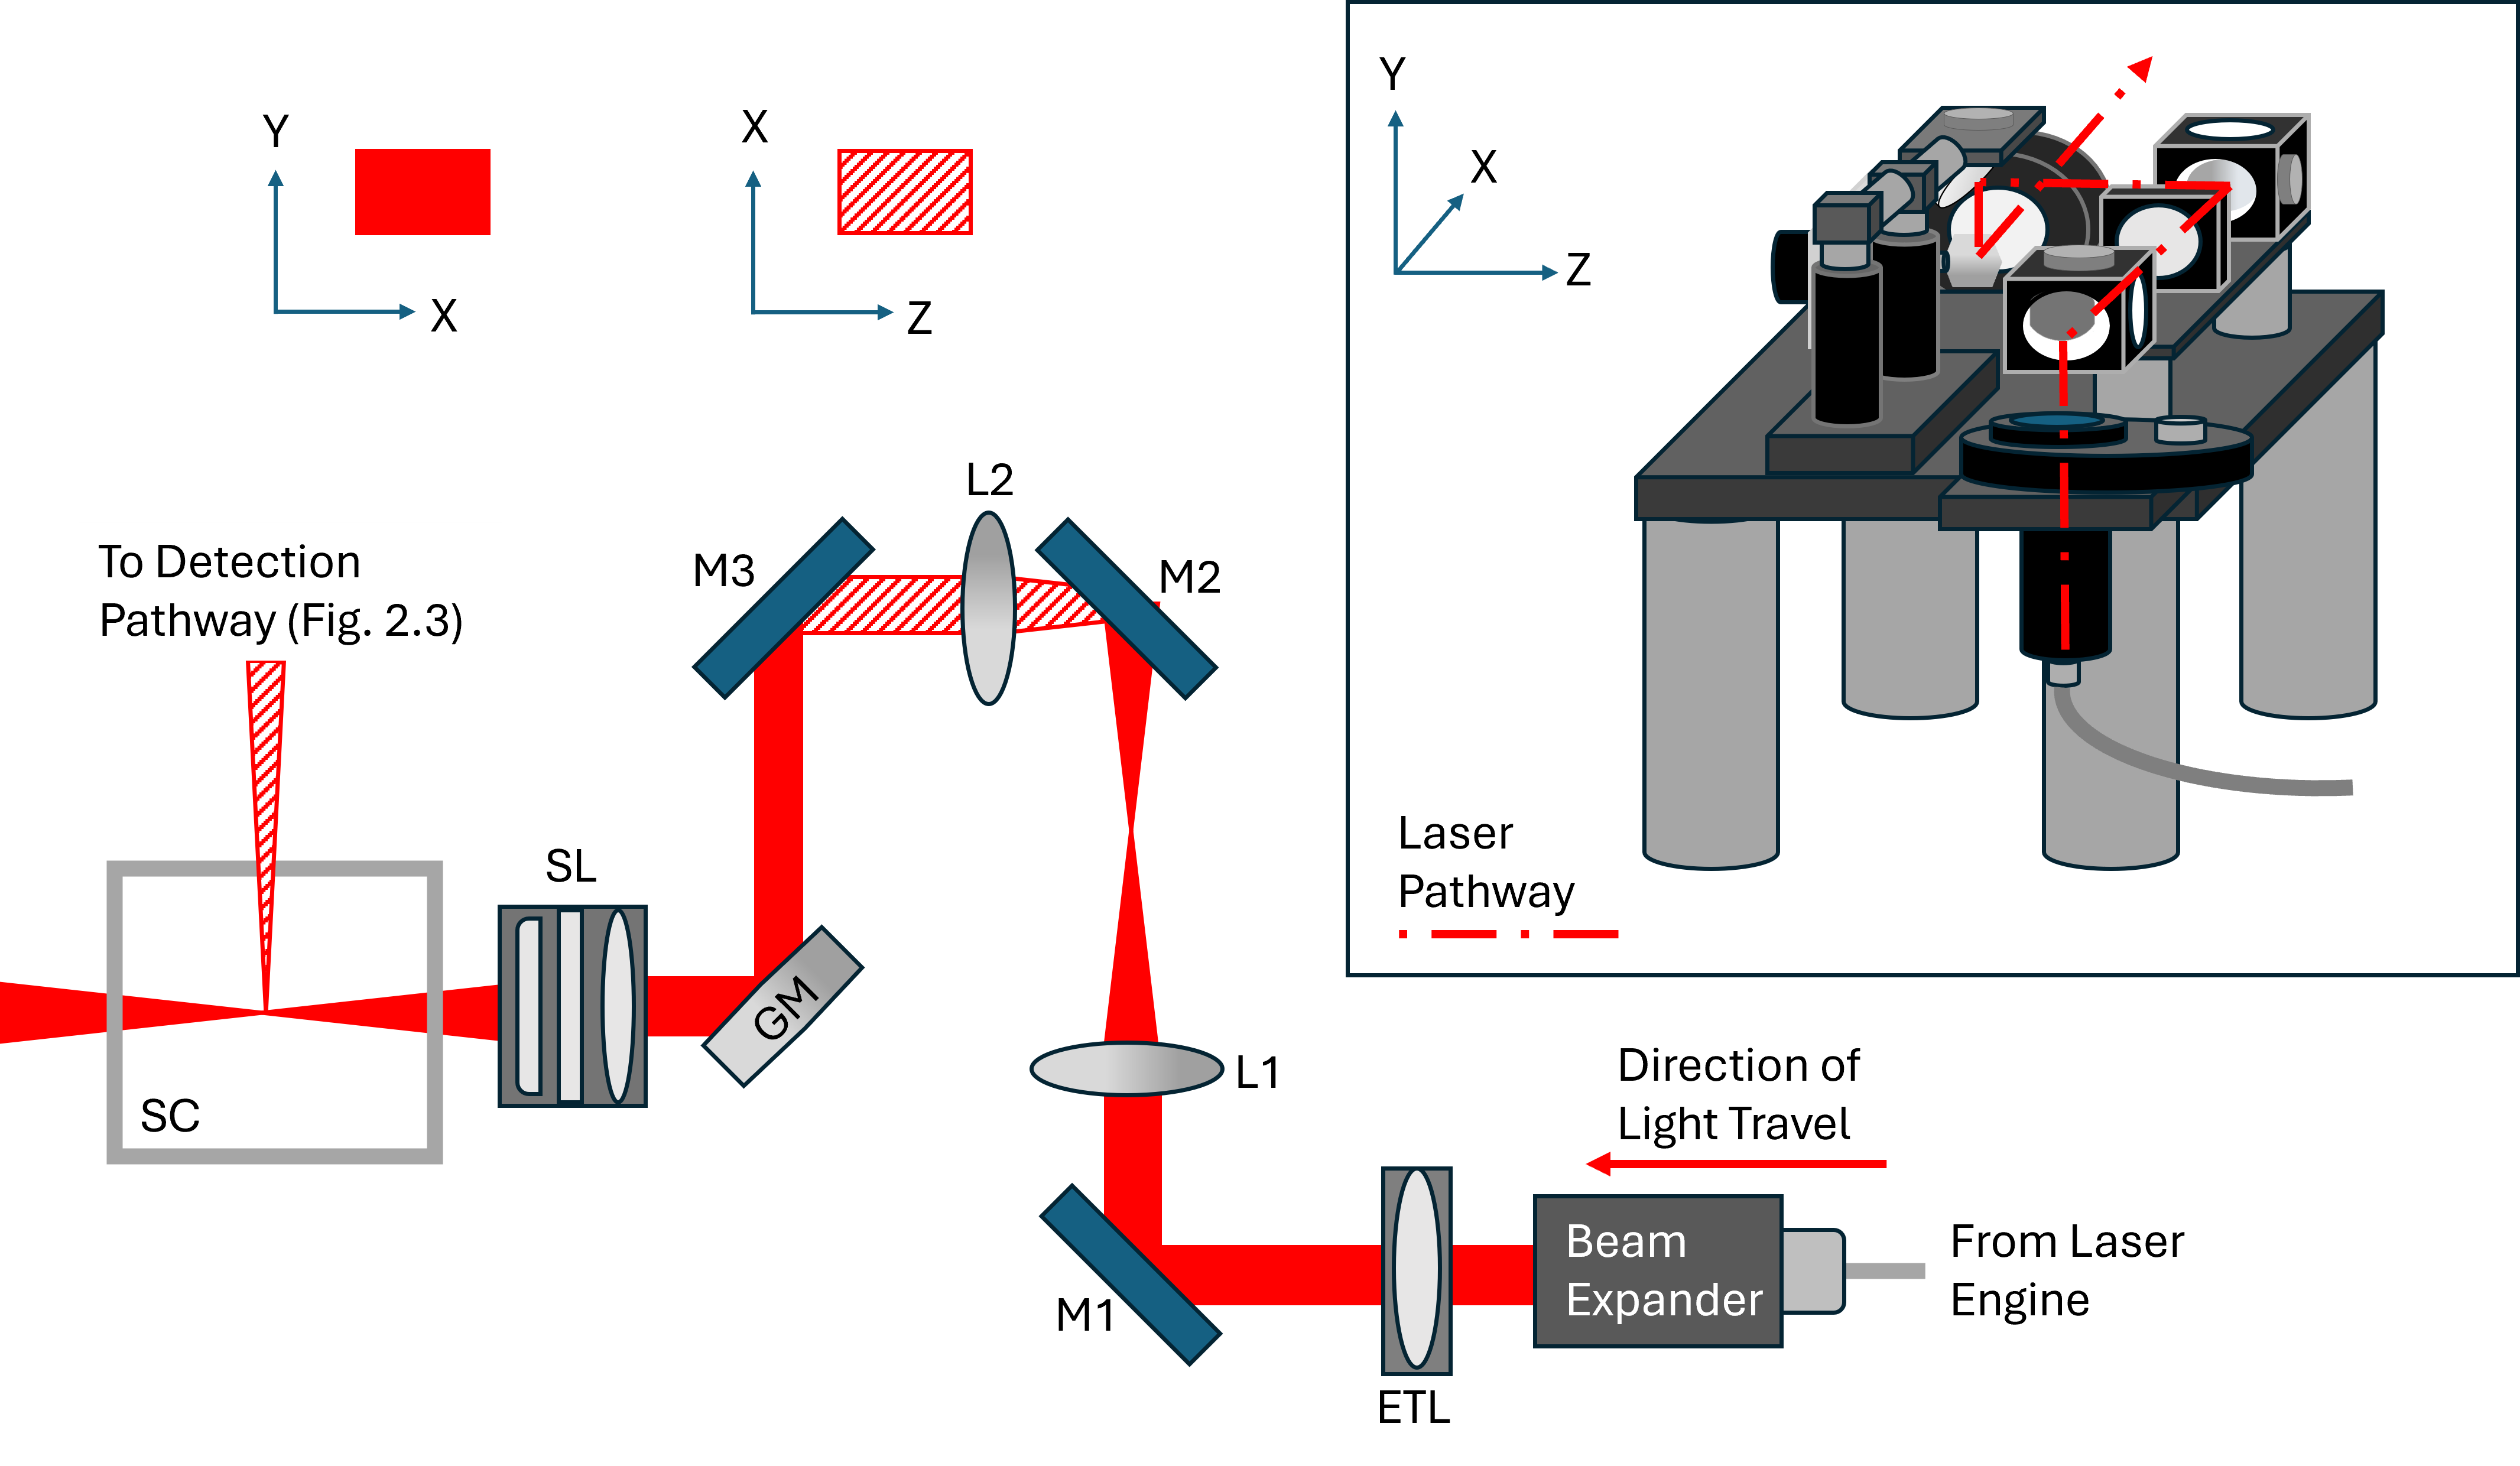 Y
X
X
Z
Y
X
Z
Laser
Pathway
L2
M3
M2
To Detection
Pathway (Fig. 2.3)
SL
GM
SC
L1
Direction of
Light Travel
Beam
Expander
From Laser
Engine
M1
ETL